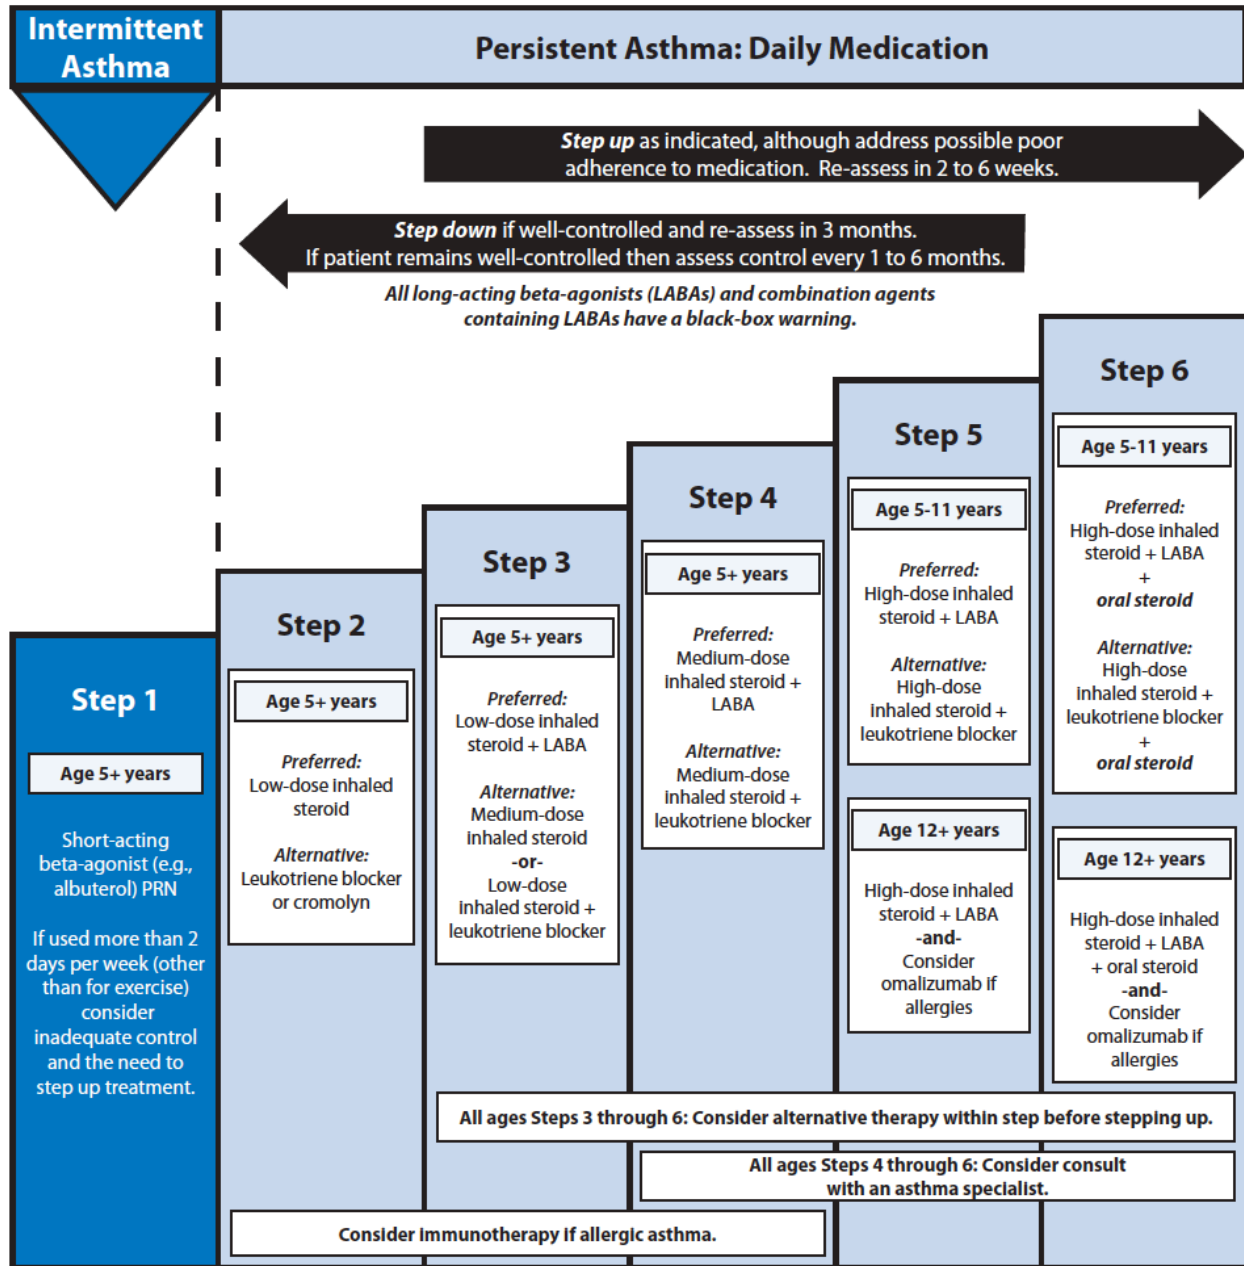 Intermittent
Asthma
Persistent Asthma: Daily Medication
Step up as indicated, although address possible poor
adherence to medication. Re-assess in 2 to 6 weeks.
Step down if well-controlled and re-assess in 3 months.
If patient remains well-controlled then assess control every 1 to 6 months.
All long-acting beta-agonists (LABAs) and combination agents
containing LABAs have a black-box warning.
Step 1
Age 5+ years
Short-acting
beta-agonist (e.g.,
albuterol) PRN
If used more than 2
days per week (other
than for exercise)
consider
inadequate control
and the need to
step up treatment.
Step 2
Age 5+ years
Preferred:
Low-dose inhaled
steroid
Alternative:
Leukotriene blocker
or cromolyn
Step 3
Age 5+ years
Preferred:
Low-dose inhaled
steroid + LABA
Alternative:
Medium-dose
inhaled steroid
-or-
Low-dose
inhaled steroid +
leukotriene blocker
Step 4
Age 5+ years
Preferred:
Medium-dose
inhaled steroid +
LABA
Alternative:
Medium-dose
inhaled steroid +
leukotriene blocker
Step 5
Age 5-11 years
Preferred:
High-dose inhaled
steroid + LABA
Alternative:
High-dose
inhaled steroid +
leukotriene blocker
Age 12+ years
High-dose inhaled
steroid + LABA
-and-
Consider
omalizumab if
allergies
Step 6
Age 5-11 years
Preferred:
High-dose inhaled
steroid + LABA
+
oral steroid
Alternative:
High-dose
inhaled steroid +
leukotriene blocker
+
oral steroid
Age 12+ years
High-dose inhaled
steroid + LABA
+ oral steroid
-and-
Consider
omalizumab if
allergies
All ages Steps 3 through 6: Consider alternative therapy within step before stepping up.
All ages Steps 4 through 6: Consider consult
with an asthma specialist.
Consider immunotherapy if allergic asthma.